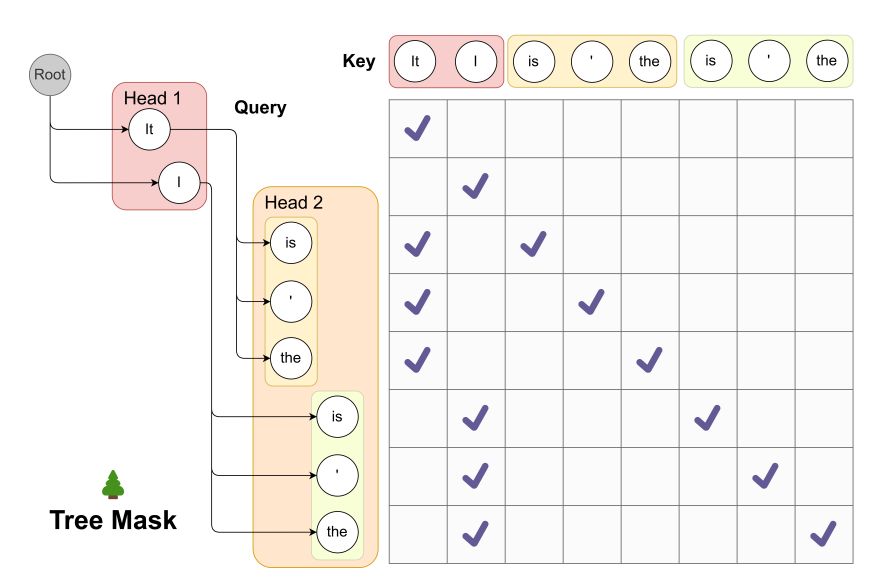 Key
It I is ' the is ' the
Root
Head 1
Query
It
I
Head 2
is
'
the
is
'
the
Tree Mask